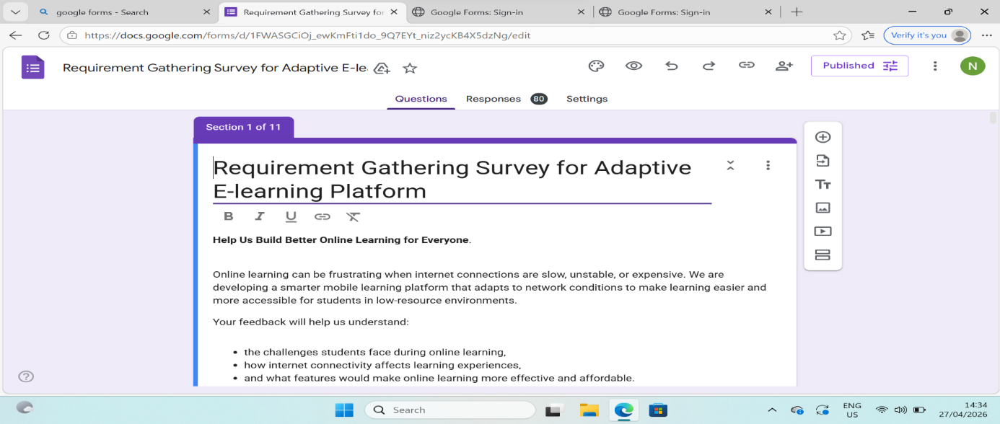 google forms - Search
Requirement Gathering Survey for
Google Forms: Sign-in
Google Forms: Sign-in
https://docs.google.com/forms/d/1FWASGCiOj_ewKmFti1do_9Q7EYt_niz2ycKB4X5dzNg/edit
Verify it's you
Requirement Gathering Survey for Adaptive E-le
Published
N
Questions
Responses 80
Settings
Section 1 of 11
Requirement Gathering Survey for Adaptive
E-learning Platform
B I U
Help Us Build Better Online Learning for Everyone.
Online learning can be frustrating when internet connections are slow, unstable, or expensive. We are
developing a smarter mobile learning platform that adapts to network conditions to make learning easier and
more accessible for students in low-resource environments.
Your feedback will help us understand:
• the challenges students face during online learning,
• how internet connectivity affects learning experiences,
• and what features would make online learning more effective and affordable.
Tт
Search
ENG
US
14:34
27/04/2026